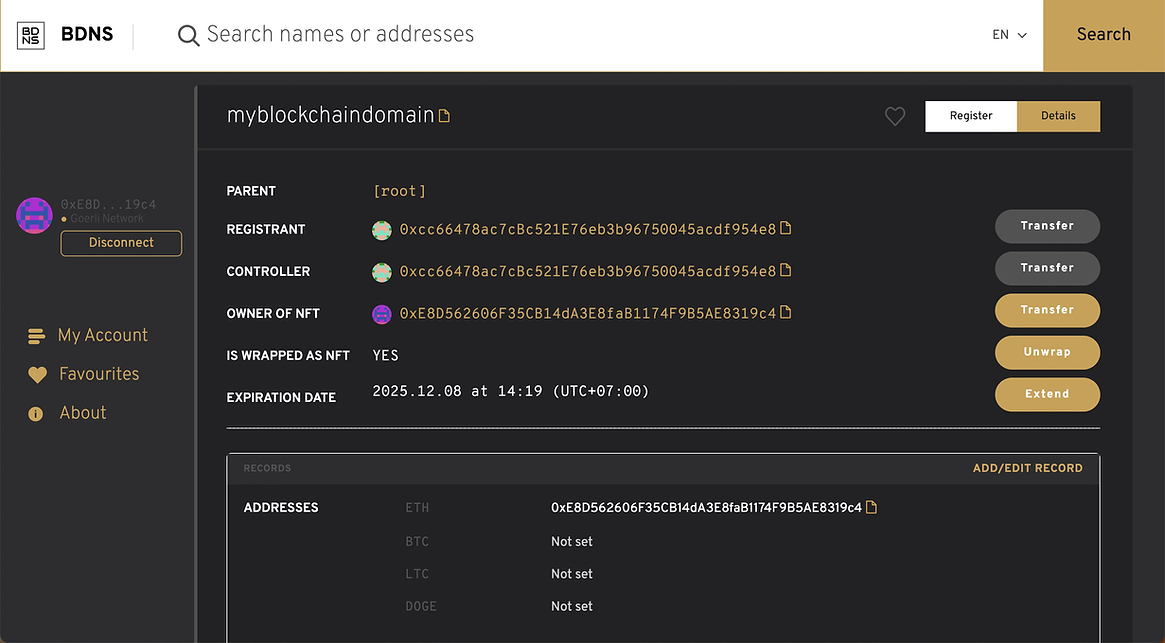 BD
NS
BDNS
Search names or addresses
EN
Search
myblockchaindomain
Register
Details
0xE8D...19c4
Goerli Network
Disconnect
My Account
Favourites
About
PARENT [root]
REGISTRANT 0xcc66478ac7cBc521E76eb3b96750045acdf954e8 Transfer
CONTROLLER 0xcc66478ac7cBc521E76eb3b96750045acdf954e8 Transfer
OWNER OF NFT 0xE8D562606F35CB14dA3E8faB1174F9B5AE8319c4 Transfer
IS WRAPPED AS NFT YES Unwrap
EXPIRATION DATE 2025.12.08 at 14:19 (UTC+07:00) Extend
RECORDS ADD/EDIT RECORD
ADDRESSES ETH 0xE8D562606F35CB14dA3E8faB1174F9B5AE8319c4
BTC Not set
LTC Not set
DOGE Not set